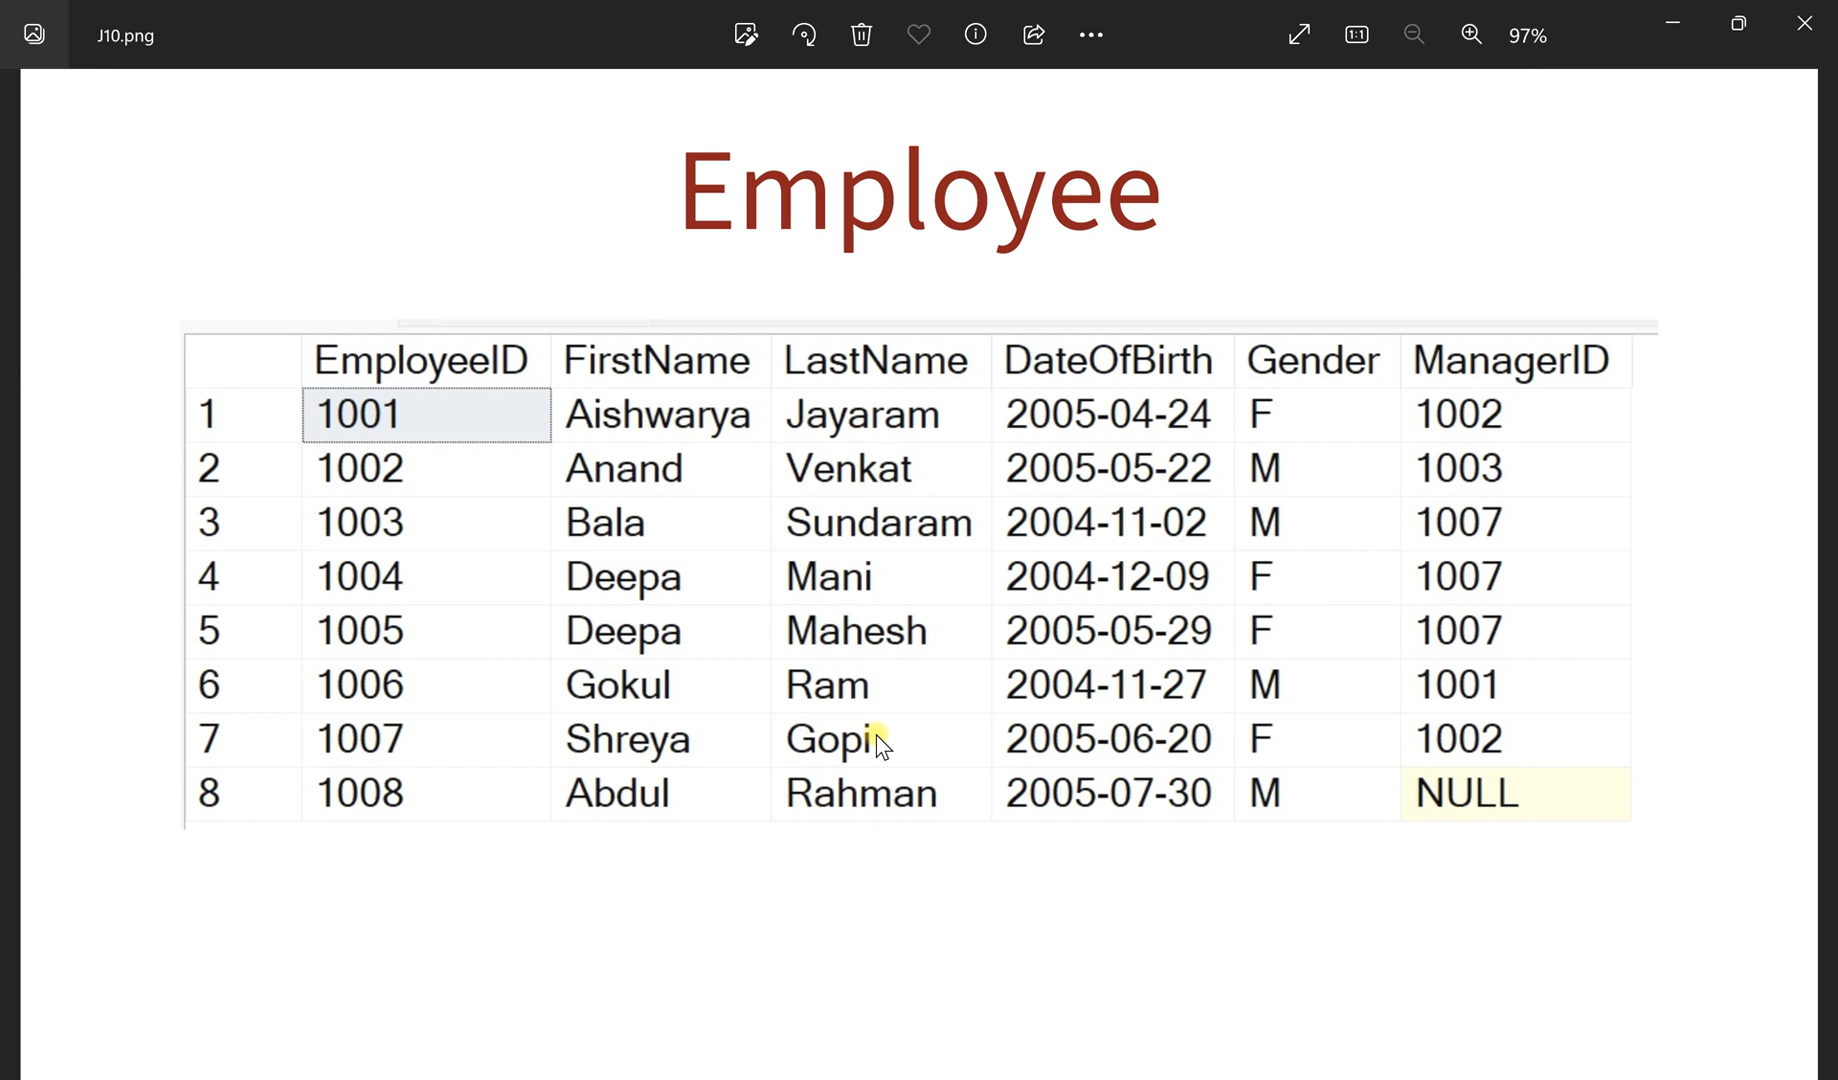 J10.png
97%
Employee
EmployeeID FirstName LastName DateOfBirth Gender ManagerID
1 1001 Aishwarya Jayaram 2005-04-24 F 1002
2 1002 Anand Venkat 2005-05-22 M 1003
3 1003 Bala Sundaram 2004-11-02 M 1007
4 1004 Deepa Mani 2004-12-09 F 1007
5 1005 Deepa Mahesh 2005-05-29 F 1007
6 1006 Gokul Ram 2004-11-27 M 1001
7 1007 Shreya Gopi 2005-06-20 F 1002
8 1008 Abdul Rahman 2005-07-30 M NULL